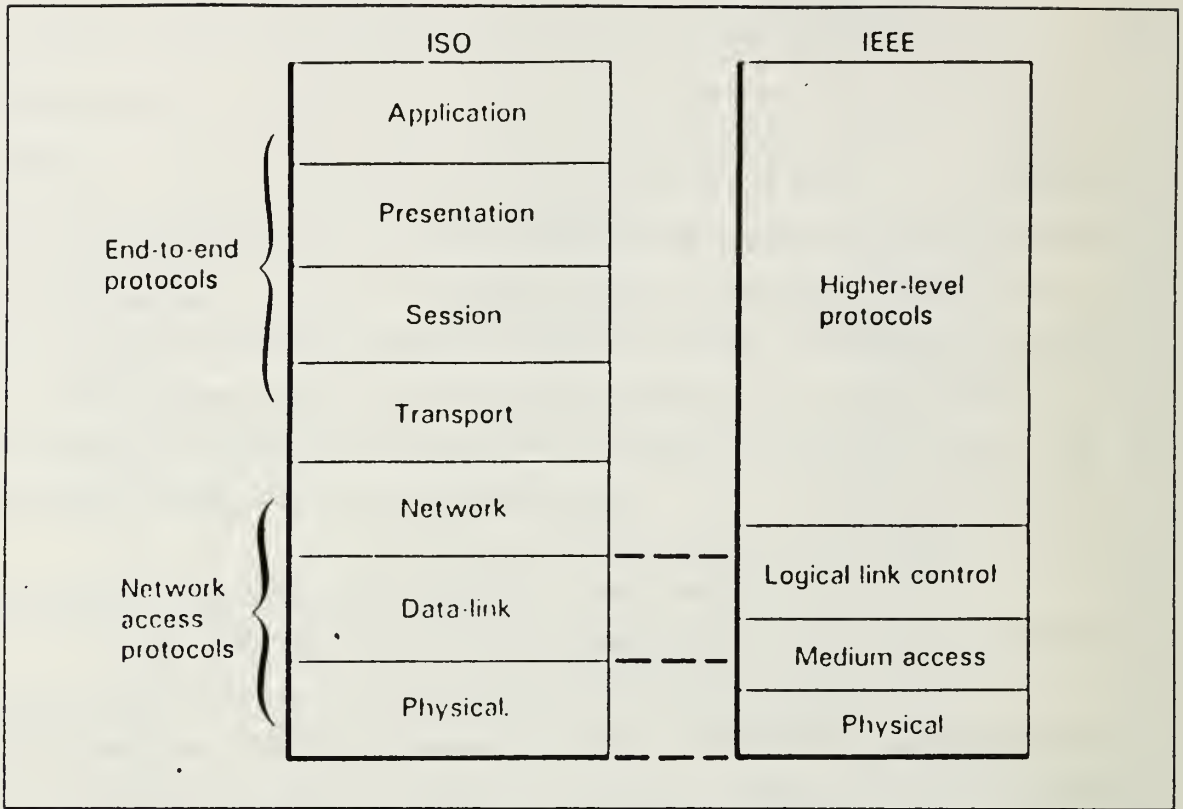 ISO
IEEE
Application
Presentation
End-to-end
protocols
Session
Higher-level
protocols
Transport
Network
Logical link control
Network
access
protocols
Data-link
Medium access
Physical.
Physical